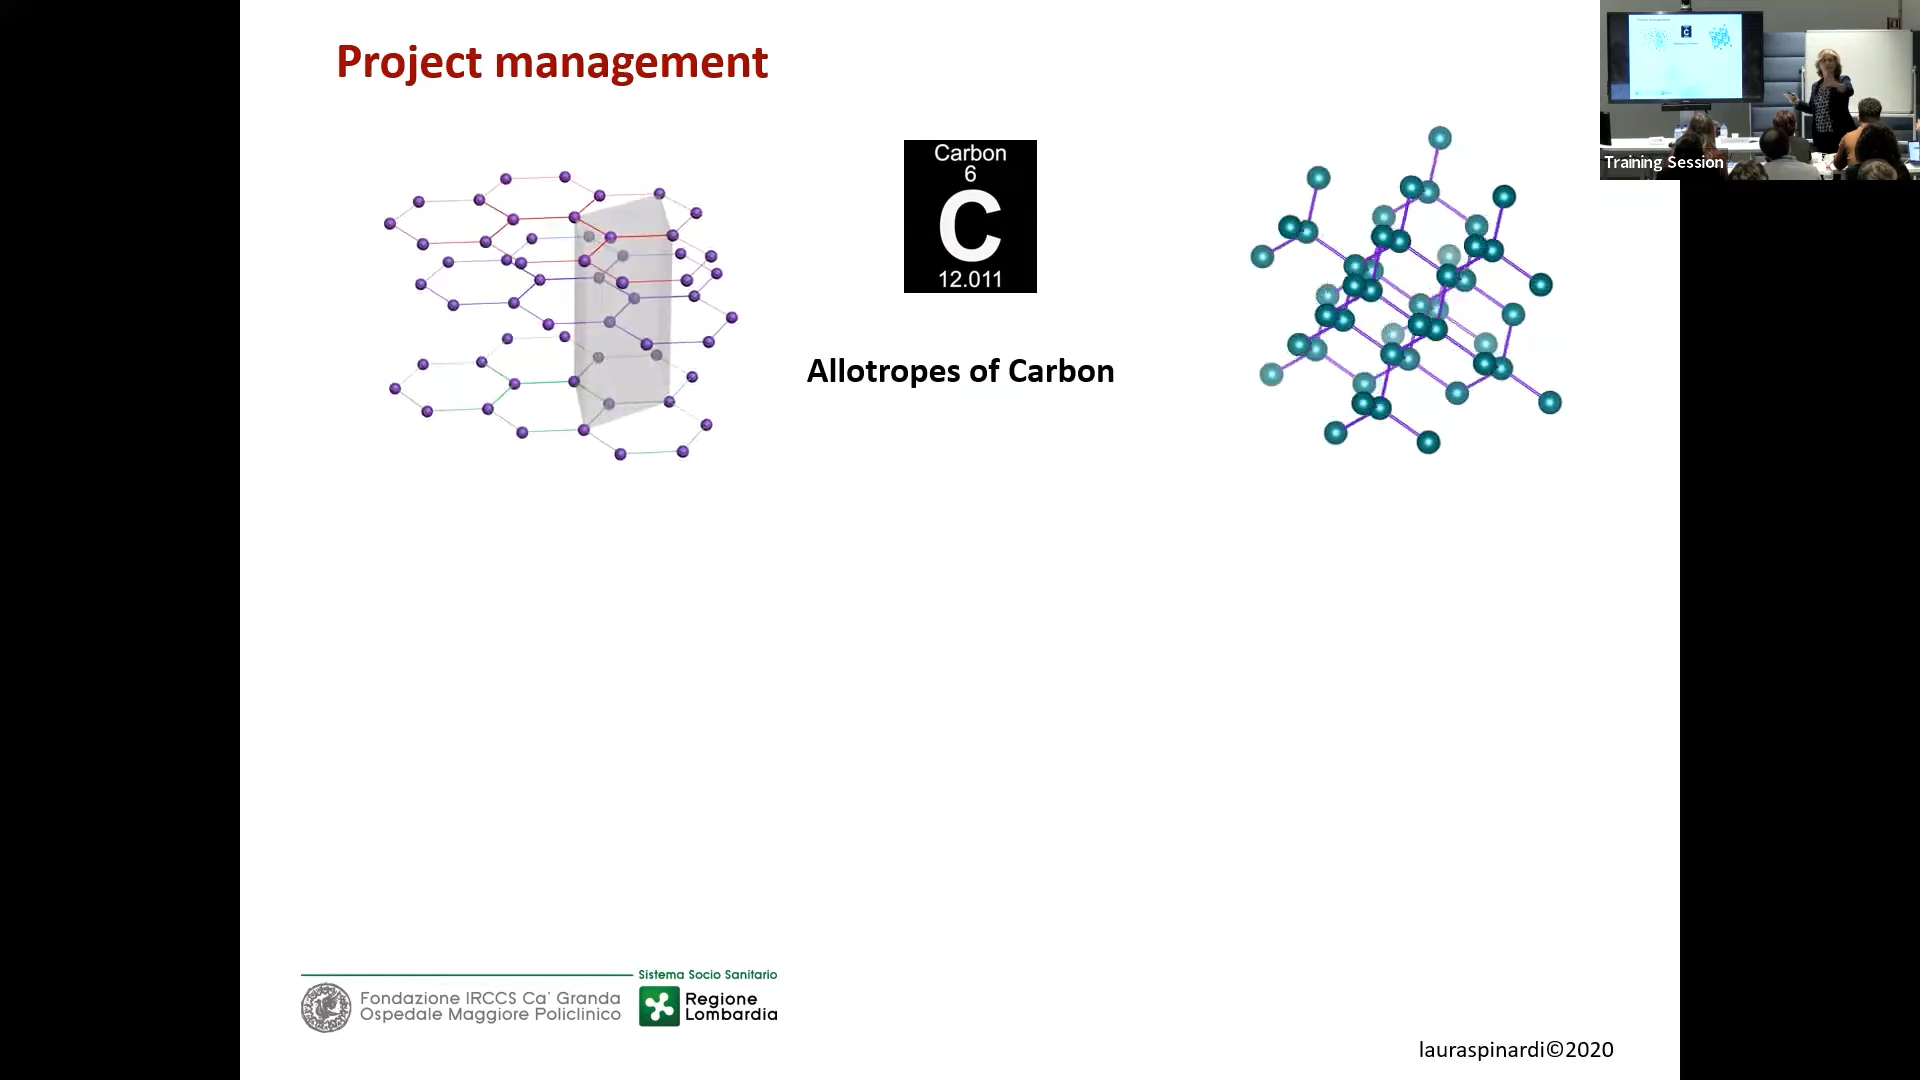 Project management
Carbon
6
C
12.011
Allotropes of Carbon
Training Session
Sistema Socio Sanitario
Fondazione IRCCS Ca' Granda
Ospedale Maggiore Policlinico
Regione
Lombardia
lauraspinardi©2020